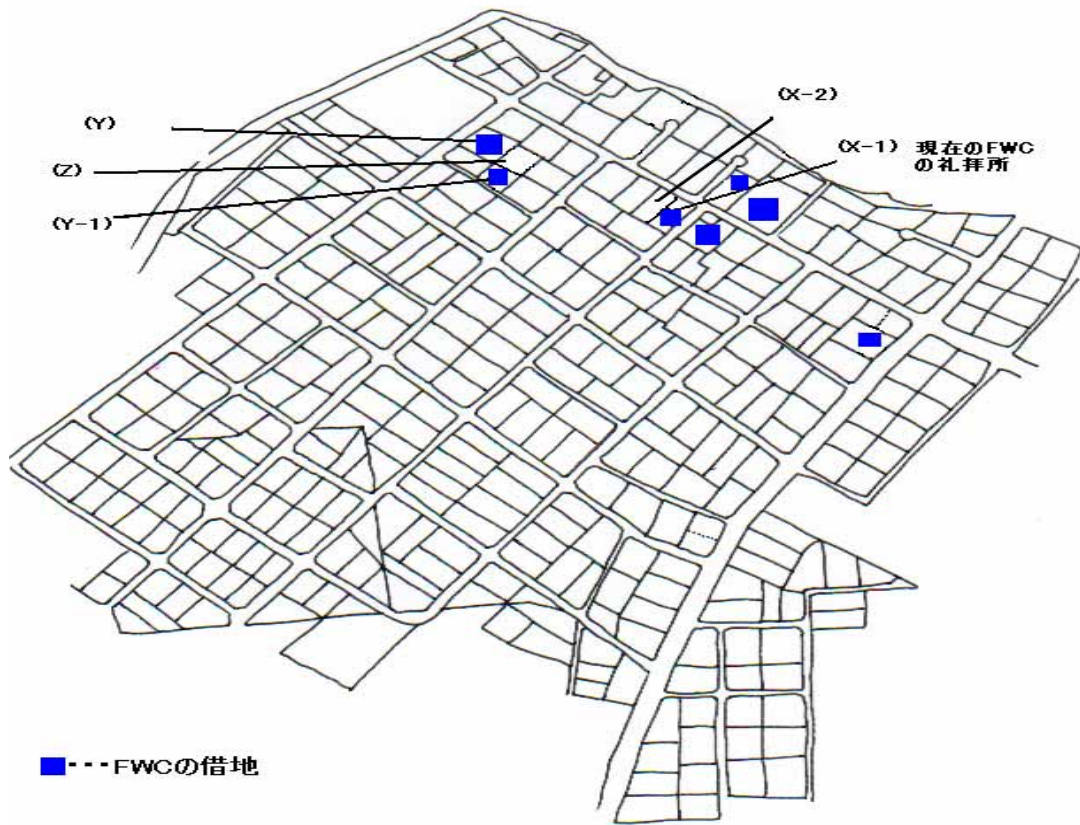 (X-2)
(Y)
(X-1) 現在のFWC
の礼拝所
(Z)
(Y-1)
・・・FWCの借地